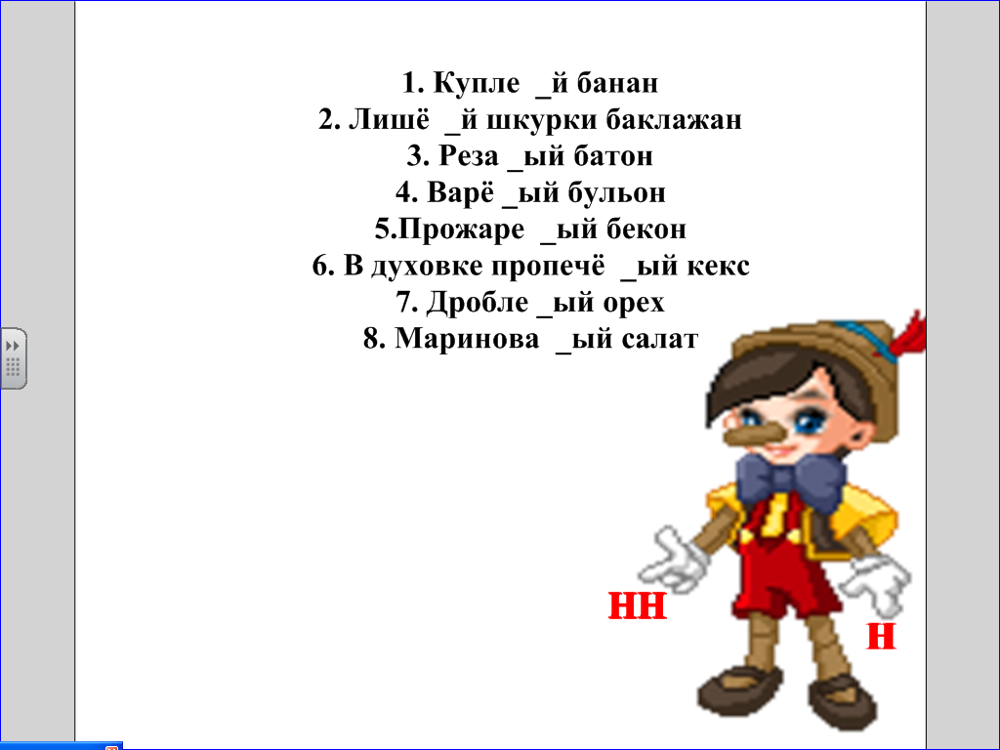 1. Купле _й банан
2. Лишё _й шкурки баклажан
3. Реза _ый батон
4. Варё _ый бульон
5.Прожаре _ый бекон
6. В духовке пропечё _ый кекс
7. Дробле _ый орех
8. Маринова _ый салат
нн
н